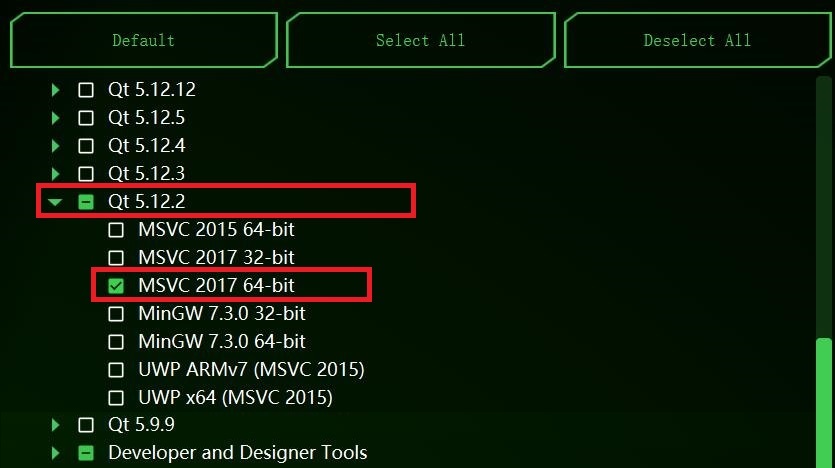 Default Select All Deselect All
Qt 5.12.12
Qt 5.12.5
Qt 5.12.4
Qt 5.12.3
Qt 5.12.2
MSVC 2015 64-bit
MSVC 2017 32-bit
MSVC 2017 64-bit
MinGW 7.3.0 32-bit
MinGW 7.3.0 64-bit
UWP ARMv7 (MSVC 2015)
UWP x64 (MSVC 2015)
Qt 5.9.9
Developer and Designer Tools